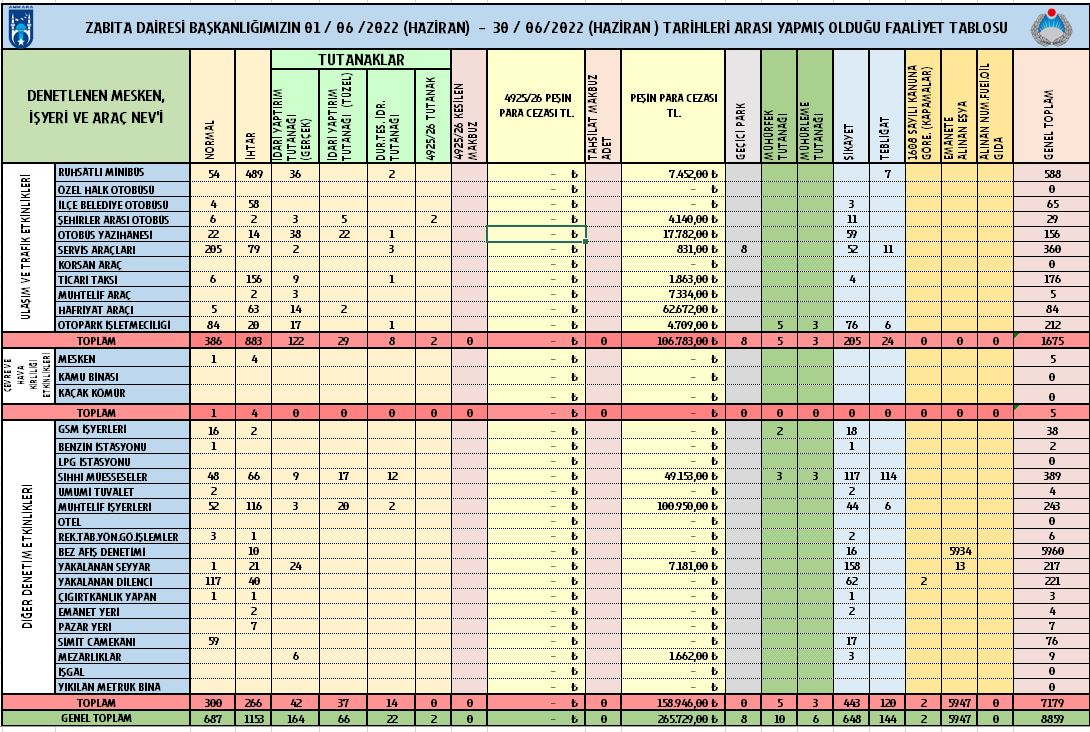 ANKARA
ZABITA DAİRESİ BAŞKANLIĞIMIZIN 01 / 06 /2022 (HAZİRAN) – 30 / 06/2022 (HAZİRAN ) TARİHLERİ ARASI YAPMIŞ OLDUĞU FAALİYET TABLOSU
DENETLENEN MESKEN, İŞYERİ VE ARAÇ NEV'İ
NORMAL
İHTAR
TUTANAKLAR
İDARİ YAPTIRIM TUTANAĞI (GERÇEK)
İDARİ YAPTIRIM TUTANAĞI (TÜZEL)
DUR.TES. İDR. TUTANAĞI
4925/26 TUTANAK
4925/26 KESİLEN MAKBUZ
4925/26 PEŞİN PARA CEZASI TL.
TAHSİLAT MAKBUZ ADET
PEŞİN PARA CEZASI TL.
GEÇİCİ PARK
MÜHÜRFEK TUTANAĞI
MÜHÜRLEME TUTANAĞI
ŞİKAYET
TEBLİGAT
1608 SAYILI KANUNA GÖRE. (KAPAMALAR)
EMANETE ALINAN EŞYA
ALINAN NUM.FUEL.OİL GIDA
GENEL TOPLAM
ULAŞIM VE TRAFİK ETKİNLİKLERİ
RUHSATLI MİNİBÜS 54 489 36 2 – ₺ 7.452,00 ₺ 7 588
ÖZEL HALK OTOBÜSÜ – ₺ – ₺ 0
İLÇE BELEDİYE OTOBÜSÜ 4 58 – ₺ – ₺ 3 65
ŞEHİRLER ARASI OTOBÜS 6 2 3 5 2 – ₺ 4.140,00 ₺ 11 29
OTOBÜS YAZIHANESİ 22 14 38 22 1 – ₺ 17.782,00 ₺ 59 156
SERVİS ARAÇLARI 205 79 2 3 – ₺ 831,00 ₺ 8 52 11 360
KORSAN ARAÇ – ₺ – ₺ 0
TİCARİ TAKSİ 6 156 9 1 – ₺ 1.863,00 ₺ 4 176
MUHTELİF ARAÇ 2 3 – ₺ 7.334,00 ₺ 5
HAFRİYAT ARAÇI 5 63 14 2 – ₺ 62.672,00 ₺ 84
OTOPARK İŞLETMECİLİĞİ 84 20 17 1 – ₺ 4.709,00 ₺ 5 3 76 6 212
TOPLAM 386 883 122 29 8 2 0 – ₺ 0 106.783,00 ₺ 8 5 3 205 24 0 0 0 1675
ÇEVRE VE HAVA KİRLİLİĞİ ETKİNLİKLERİ
MESKEN 1 4 – ₺ – ₺ 5
KAMU BİNASI – ₺ – ₺ 0
KAÇAK KÖMÜR – ₺ – ₺ 0
TOPLAM 1 4 0 0 0 0 0 – ₺ 0 – ₺ 0 0 0 0 0 0 0 0 5
DİĞER DENETİM ETKİNLİKLERİ
GSM İŞYERLERİ 16 2 – ₺ – ₺ 2 18 38
BENZİN İSTASYONU 1 – ₺ – ₺ 1 2
LPG İSTASYONU – ₺ – ₺ 0
SIHHİ MÜESSESELER 48 66 9 17 12 – ₺ 49.153,00 ₺ 3 3 117 114 389
UMUMİ TUVALET 2 – ₺ – ₺ 2 4
MUHTELİF İŞYERLERİ 52 116 3 20 2 – ₺ 100.950,00 ₺ 44 6 243
OTEL – ₺ – ₺ 0
REK.TAB.YÖN.GÖ.İŞLEMLER 3 1 – ₺ – ₺ 2 6
BEZ AFİŞ DENETİMİ 10 – ₺ – ₺ 16 5934 5960
YAKALANAN SEYYAR 1 21 24 – ₺ 7.181,00 ₺ 158 13 217
YAKALANAN DİLENCİ 117 40 – ₺ – ₺ 62 2 221
ÇIĞIRTKANLIK YAPAN 1 1 – ₺ – ₺ 1 3
EMANET YERİ 2 – ₺ – ₺ 2 4
PAZAR YERİ 7 – ₺ – ₺ 7
SİMİT CAMEKANI 59 – ₺ – ₺ 17 76
MEZARLIKLAR 6 – ₺ 1.662,00 ₺ 3 9
İŞGAL – ₺ – ₺ 0
YIKILAN METRUK BİNA – ₺ – ₺ 0
TOPLAM 300 266 42 37 14 0 0 – ₺ 0 158.946,00 ₺ 0 5 3 443 120 2 5947 0 7179
GENEL TOPLAM 687 1153 164 66 22 2 0 – ₺ 0 265.729,00 ₺ 8 10 6 648 144 2 5947 0 8859